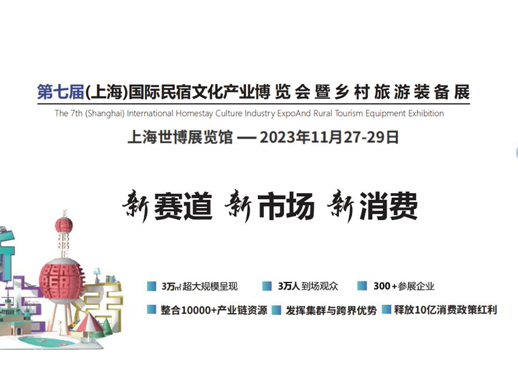 第七届(上海)国际民宿文化产业博览会暨乡村旅游装备展
The 7th (Shanghai) International Homestay Culture Industry ExpoAnd Rural Tourism Equipment Exhibition
上海世博展览馆 — 2023年11月27-29日
新赛道 新市场 新消费
3万㎡超大规模呈现 3万人到场观众 300+参展企业
整合10000+产业链资源 发挥集群与跨界优势 释放10亿消费政策红利